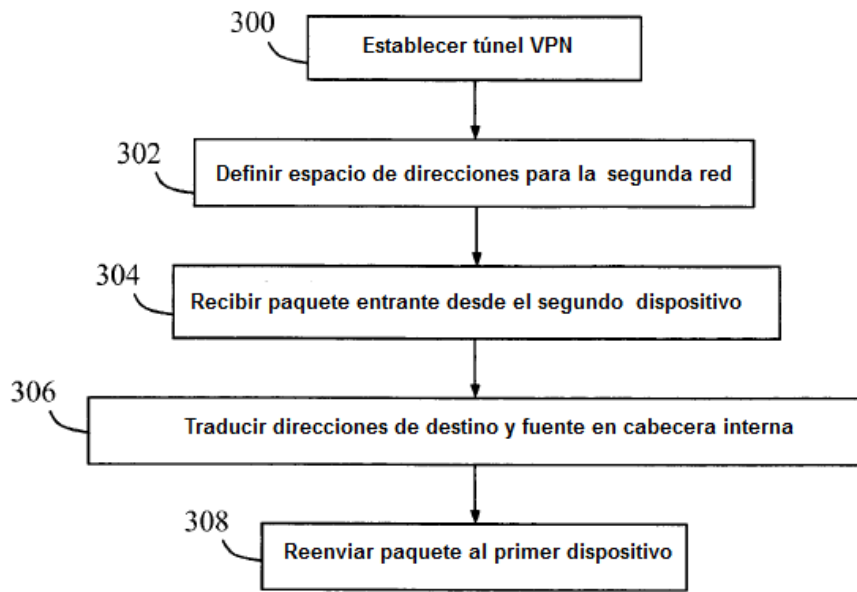 300
Establecer túnel VPN
302
Definir espacio de direcciones para la segunda red
304
Recibir paquete entrante desde el segundo dispositivo
306
Traducir direcciones de destino y fuente en cabecera interna
308
Reenviar paquete al primer dispositivo